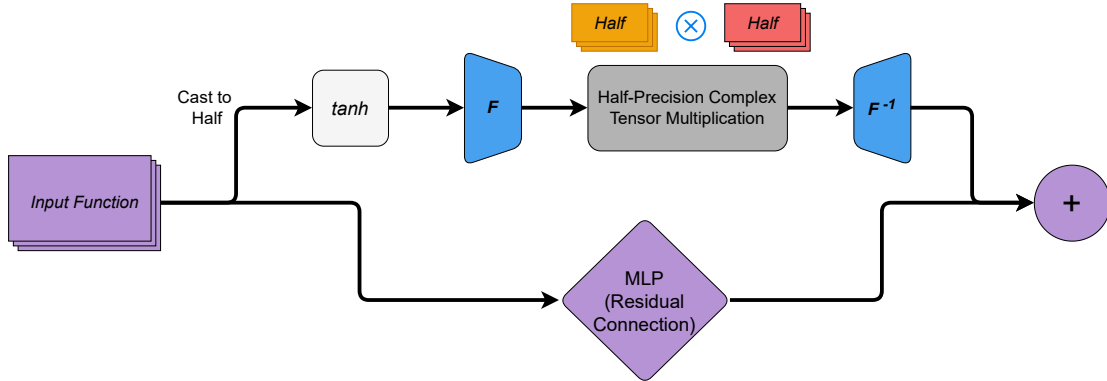 Half
Half
Cast to
Half
tanh
F
Half-Precision Complex
Tensor Multiplication
F -1
Input Function
+
MLP
(Residual
Connection)